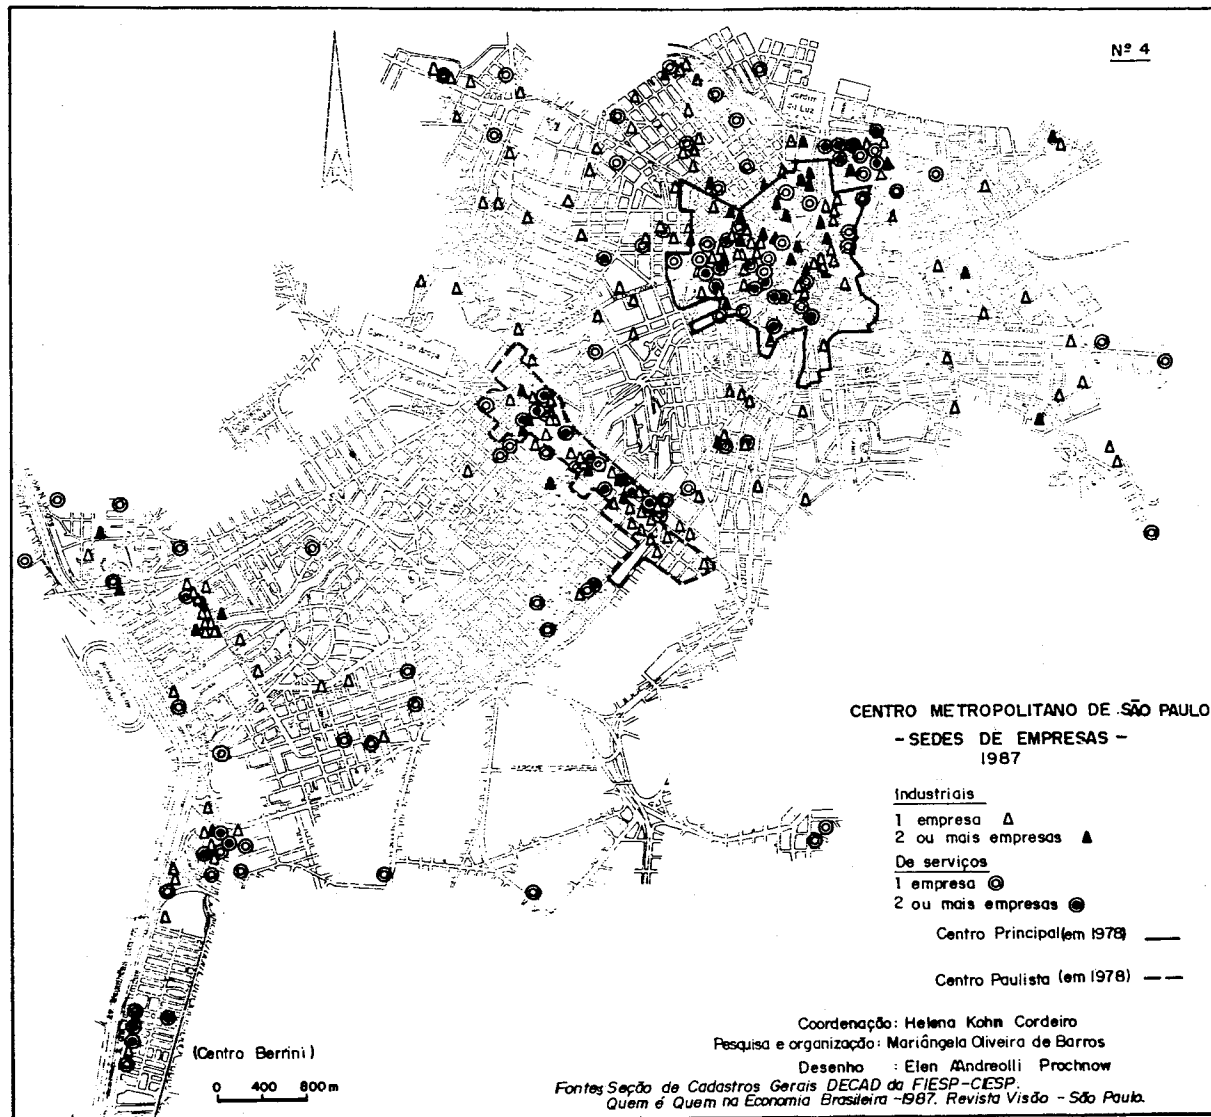 Nº 4
Jardim
da Luz
CENTRO METROPOLITANO DE SÃO PAULO
- SEDES DE EMPRESAS -
1987
Industriais
1 empresa
2 ou mais empresas
De serviços
1 empresa
2 ou mais empresas
Centro Principal (em 1978)
Centro Paulista (em 1978)
(Centro Berrini)
0 400 800m
Coordenação: Helena Kohn Cordeiro
Pesquisa e organização: Mariângela Oliveira de Barros
Desenho : Elen Andreolli Prochnow
Fontes Seção de Cadastros Gerais DECAD da FIESP-CIESP.
Quem é Quem na Economia Brasileira -1987. Revista Visão - São Paulo.